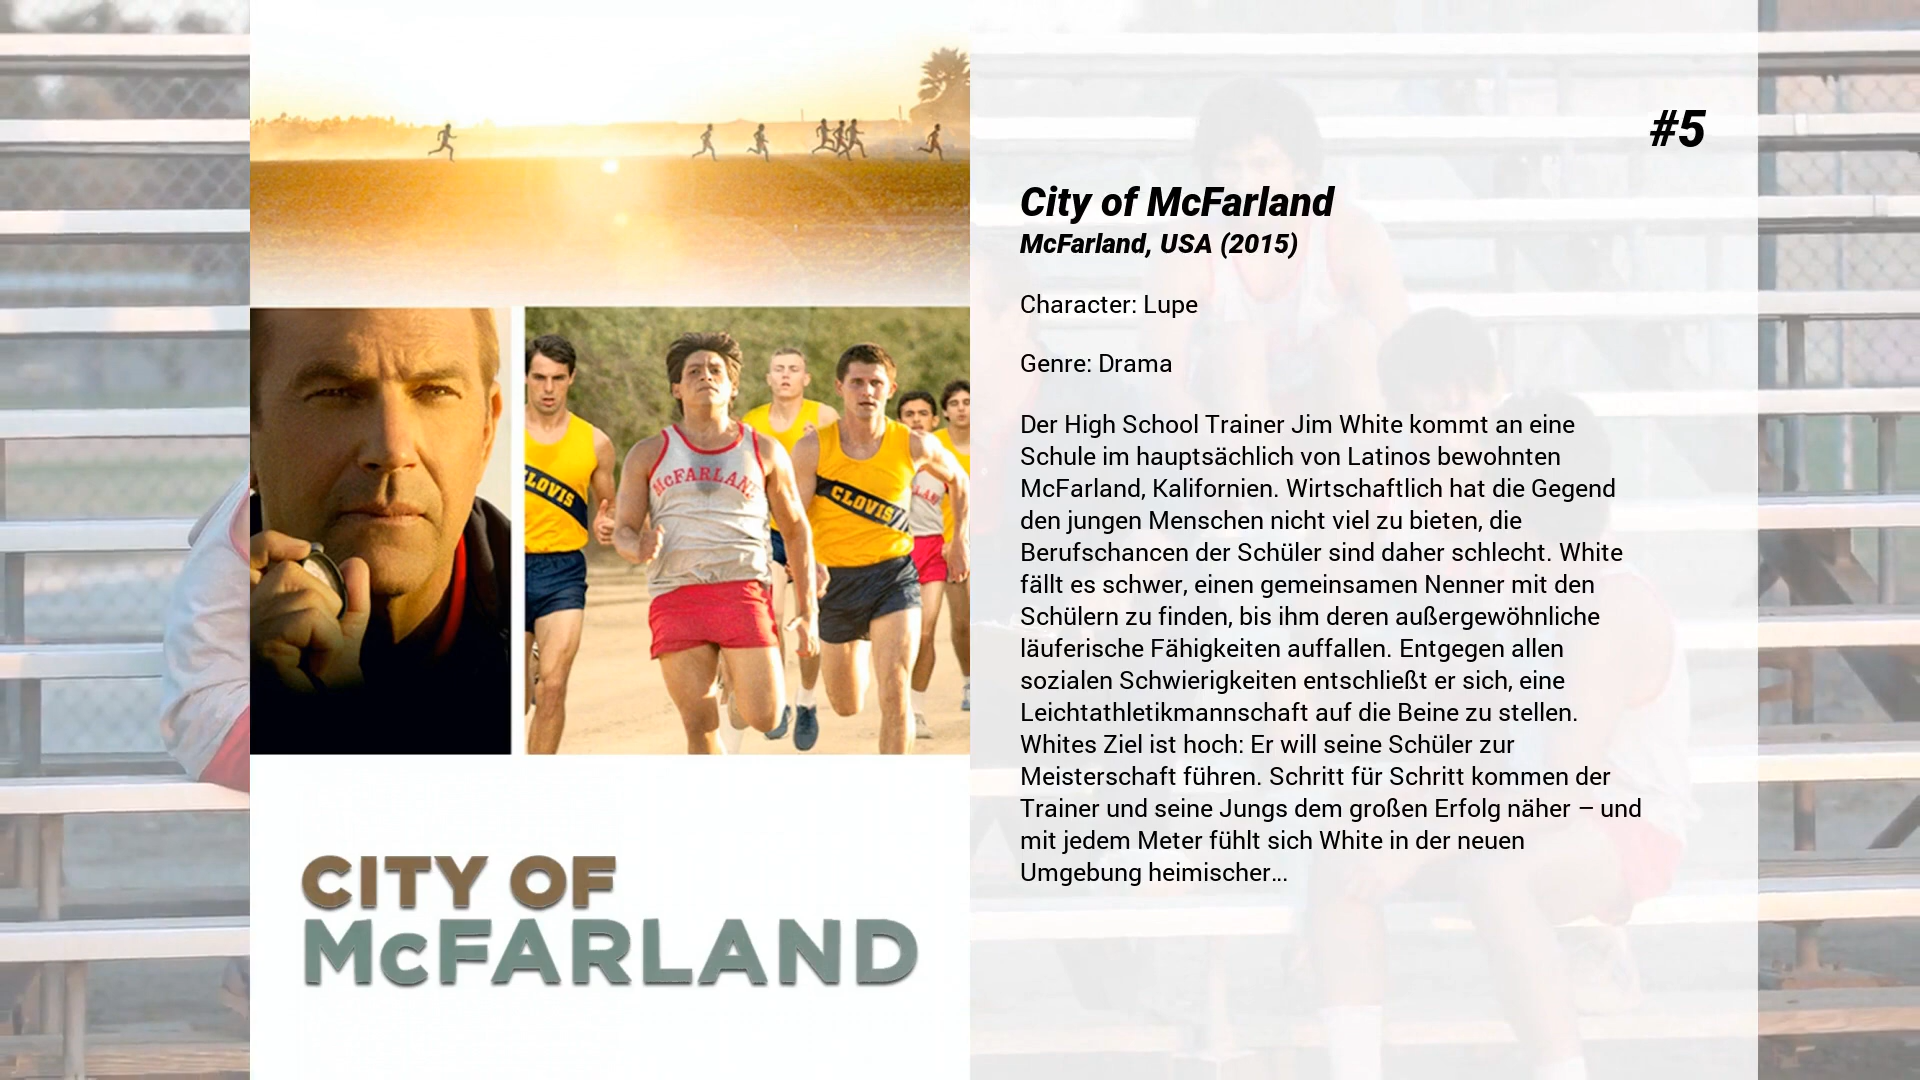 CITY OF
McFARLAND
McFARLAND
CLOVIS
CLOVIS
#5
City of McFarland
McFarland, USA (2015)
Character: Lupe
Genre: Drama
Der High School Trainer Jim White kommt an eine
Schule im hauptsächlich von Latinos bewohnten
McFarland, Kalifornien. Wirtschaftlich hat die Gegend
den jungen Menschen nicht viel zu bieten, die
Berufschancen der Schüler sind daher schlecht. White
fällt es schwer, einen gemeinsamen Nenner mit den
Schülern zu finden, bis ihm deren außergewöhnliche
läuferische Fähigkeiten auffallen. Entgegen allen
sozialen Schwierigkeiten entschließt er sich, eine
Leichtathletikmannschaft auf die Beine zu stellen.
Whites Ziel ist hoch: Er will seine Schüler zur
Meisterschaft führen. Schritt für Schritt kommen der
Trainer und seine Jungs dem großen Erfolg näher – und
mit jedem Meter fühlt sich White in der neuen
Umgebung heimischer...